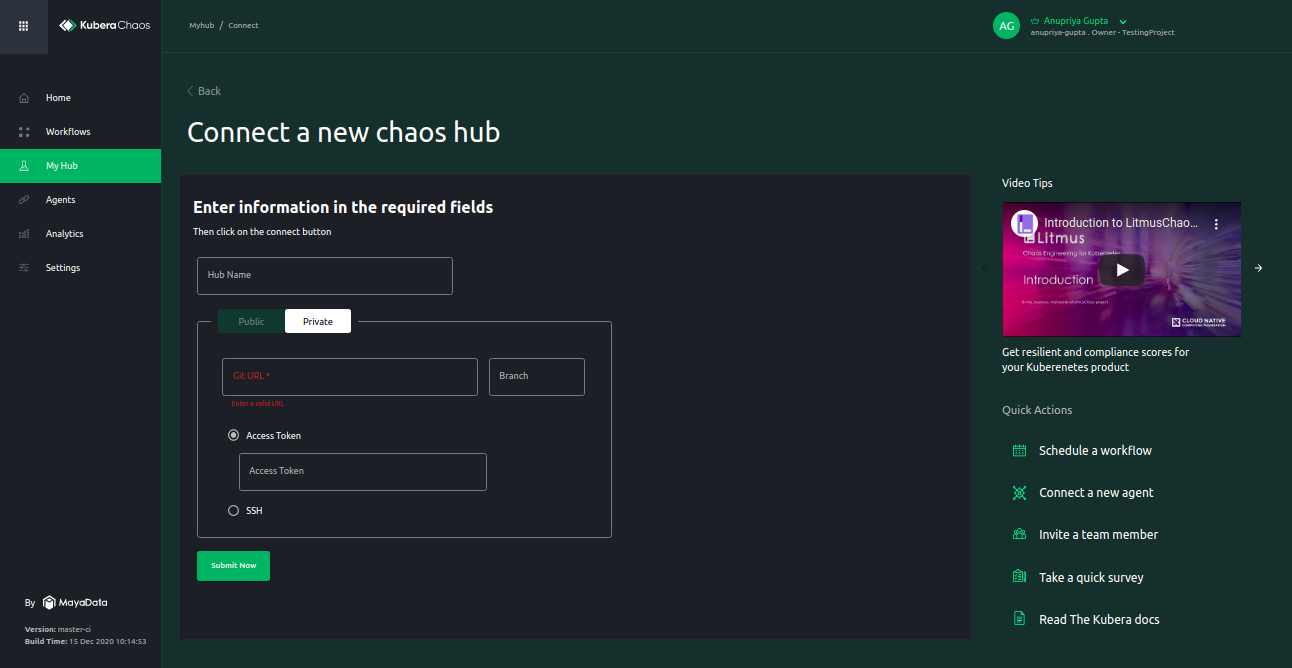 KuberaChaos
Myhub / Connect
AG
Anupriya Gupta
anupriya-gupta . Owner - TestingProject
Home
Workflows
My Hub
Agents
Analytics
Settings
By MayaData
Version: master-ci
Build Time: 15 Dec 2020 10:14:53
Back
Connect a new chaos hub
Enter information in the required fields
Then click on the connect button
Hub Name
Public
Private
Git URL *
Branch
Enter a valid URL
Access Token
Access Token
SSH
Submit Now
Video Tips
Introduction to LitmusChao...
Litmus
Chaos Engineering for Kubernetes
Introduction
CLOUD NATIVE
COMPUTING FOUNDATION
Get resilient and compliance scores for
your Kuberenetes product
Quick Actions
Schedule a workflow
Connect a new agent
Invite a team member
Take a quick survey
Read The Kubera docs